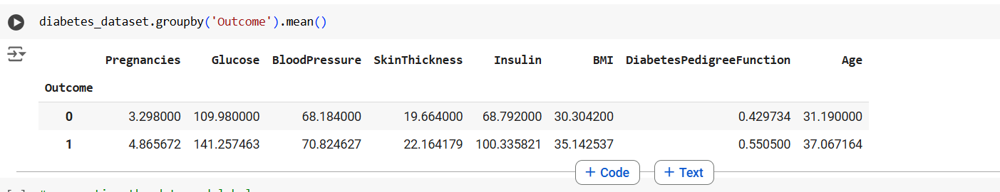 diabetes_dataset.groupby('Outcome').mean()
Pregnancies Glucose BloodPressure SkinThickness Insulin BMI DiabetesPedigreeFunction Age
Outcome
0 3.298000 109.980000 68.184000 19.664000 68.792000 30.304200 0.429734 31.190000
1 4.865672 141.257463 70.824627 22.164179 100.335821 35.142537 0.550500 37.067164
+ Code + Text